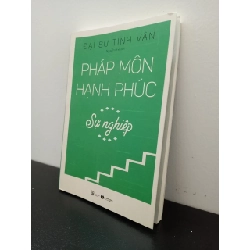 ĐẠI SƯ TINH VÂN
PHÁP MÔN
HẠNH PHÚC
Sự nghiệp